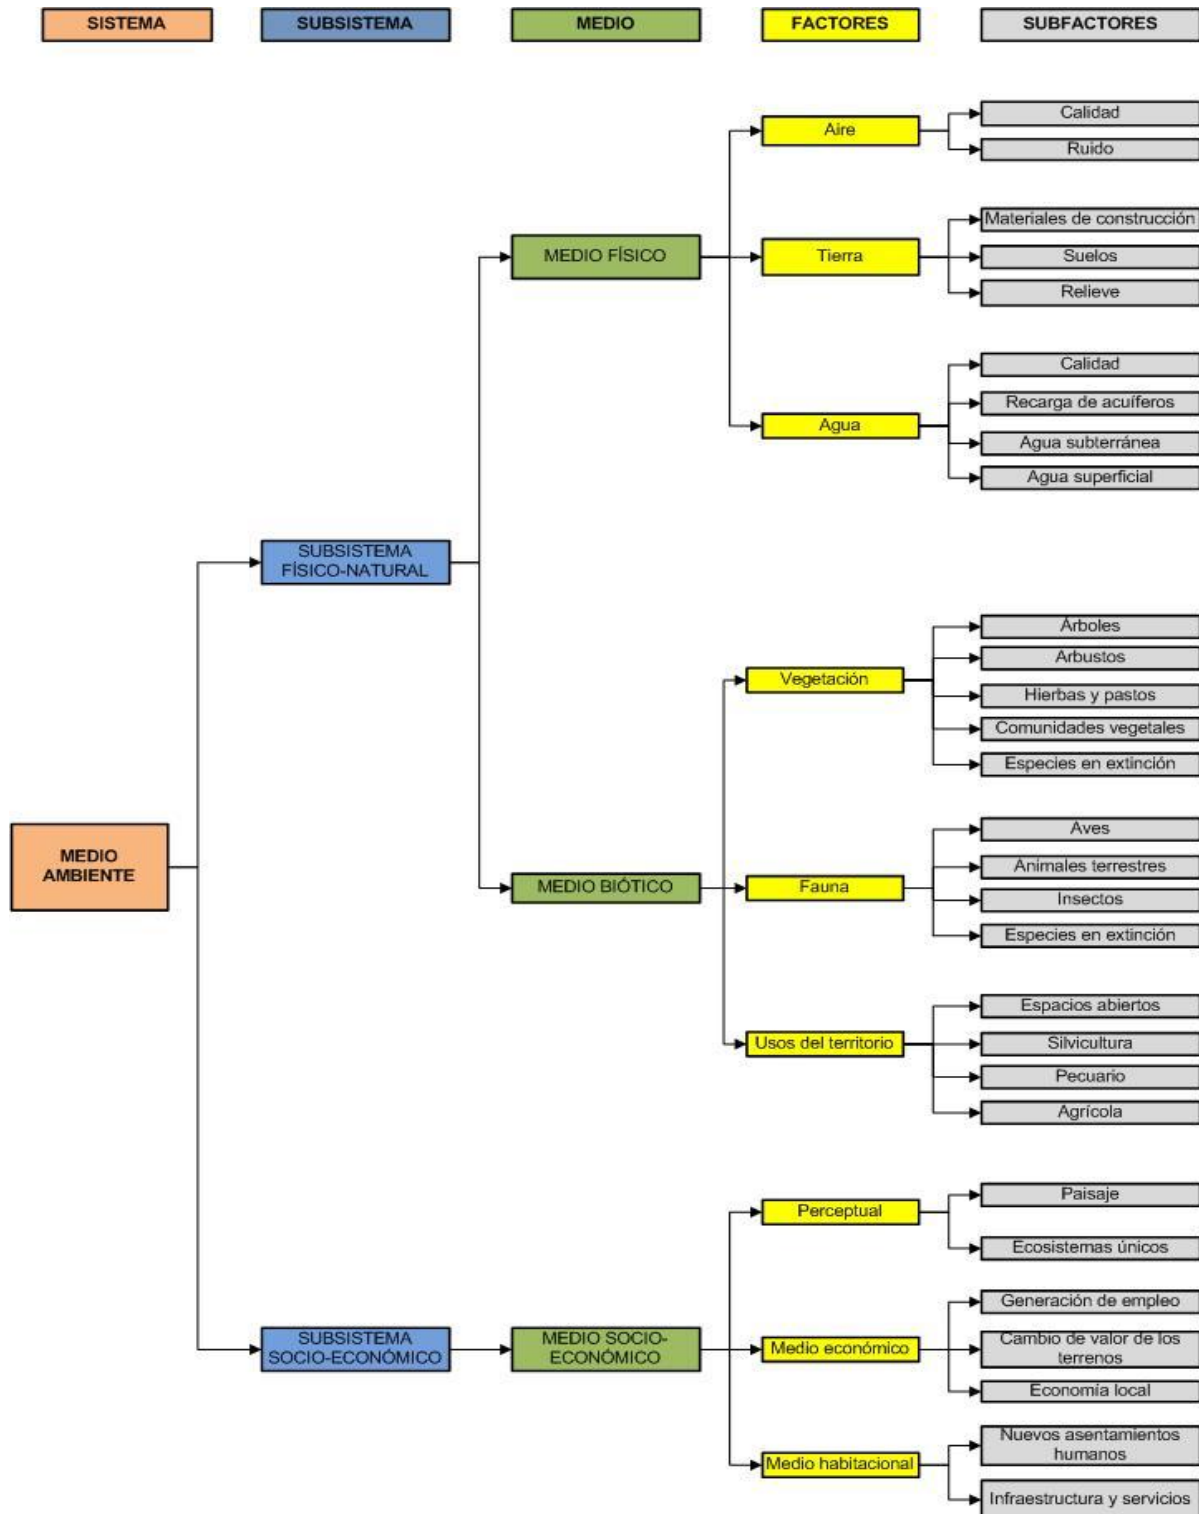 SISTEMA
SUBSISTEMA
MEDIO
FACTORES
SUBFACTORES
Calidad
Aire
Ruido
Materiales de construcción
MEDIO FÍSICO
Tierra
Suelos
Relieve
Calidad
Recarga de acuíferos
Agua
Agua subterránea
Agua superficial
SUBSISTEMA
FÍSICO-NATURAL
Árboles
Arbustos
Vegetación
Hierbas y pastos
Comunidades vegetales
Especies en extinción
MEDIO
AMBIENTE
Aves
Animales terrestres
MEDIO BIÓTICO
Fauna
Insectos
Especies en extinción
Espacios abiertos
Usos del territorio
Silvicultura
Pecuario
Agrícola
Paisaje
Perceptual
Ecosistemas únicos
Generación de empleo
SUBSISTEMA
SOCIO-ECONÓMICO
MEDIO SOCIO-
ECONÓMICO
Medio económico
Cambio de valor de los
terrenos
Economía local
Nuevos asentamientos
humanos
Medio habitacional
Infraestructura y servicios